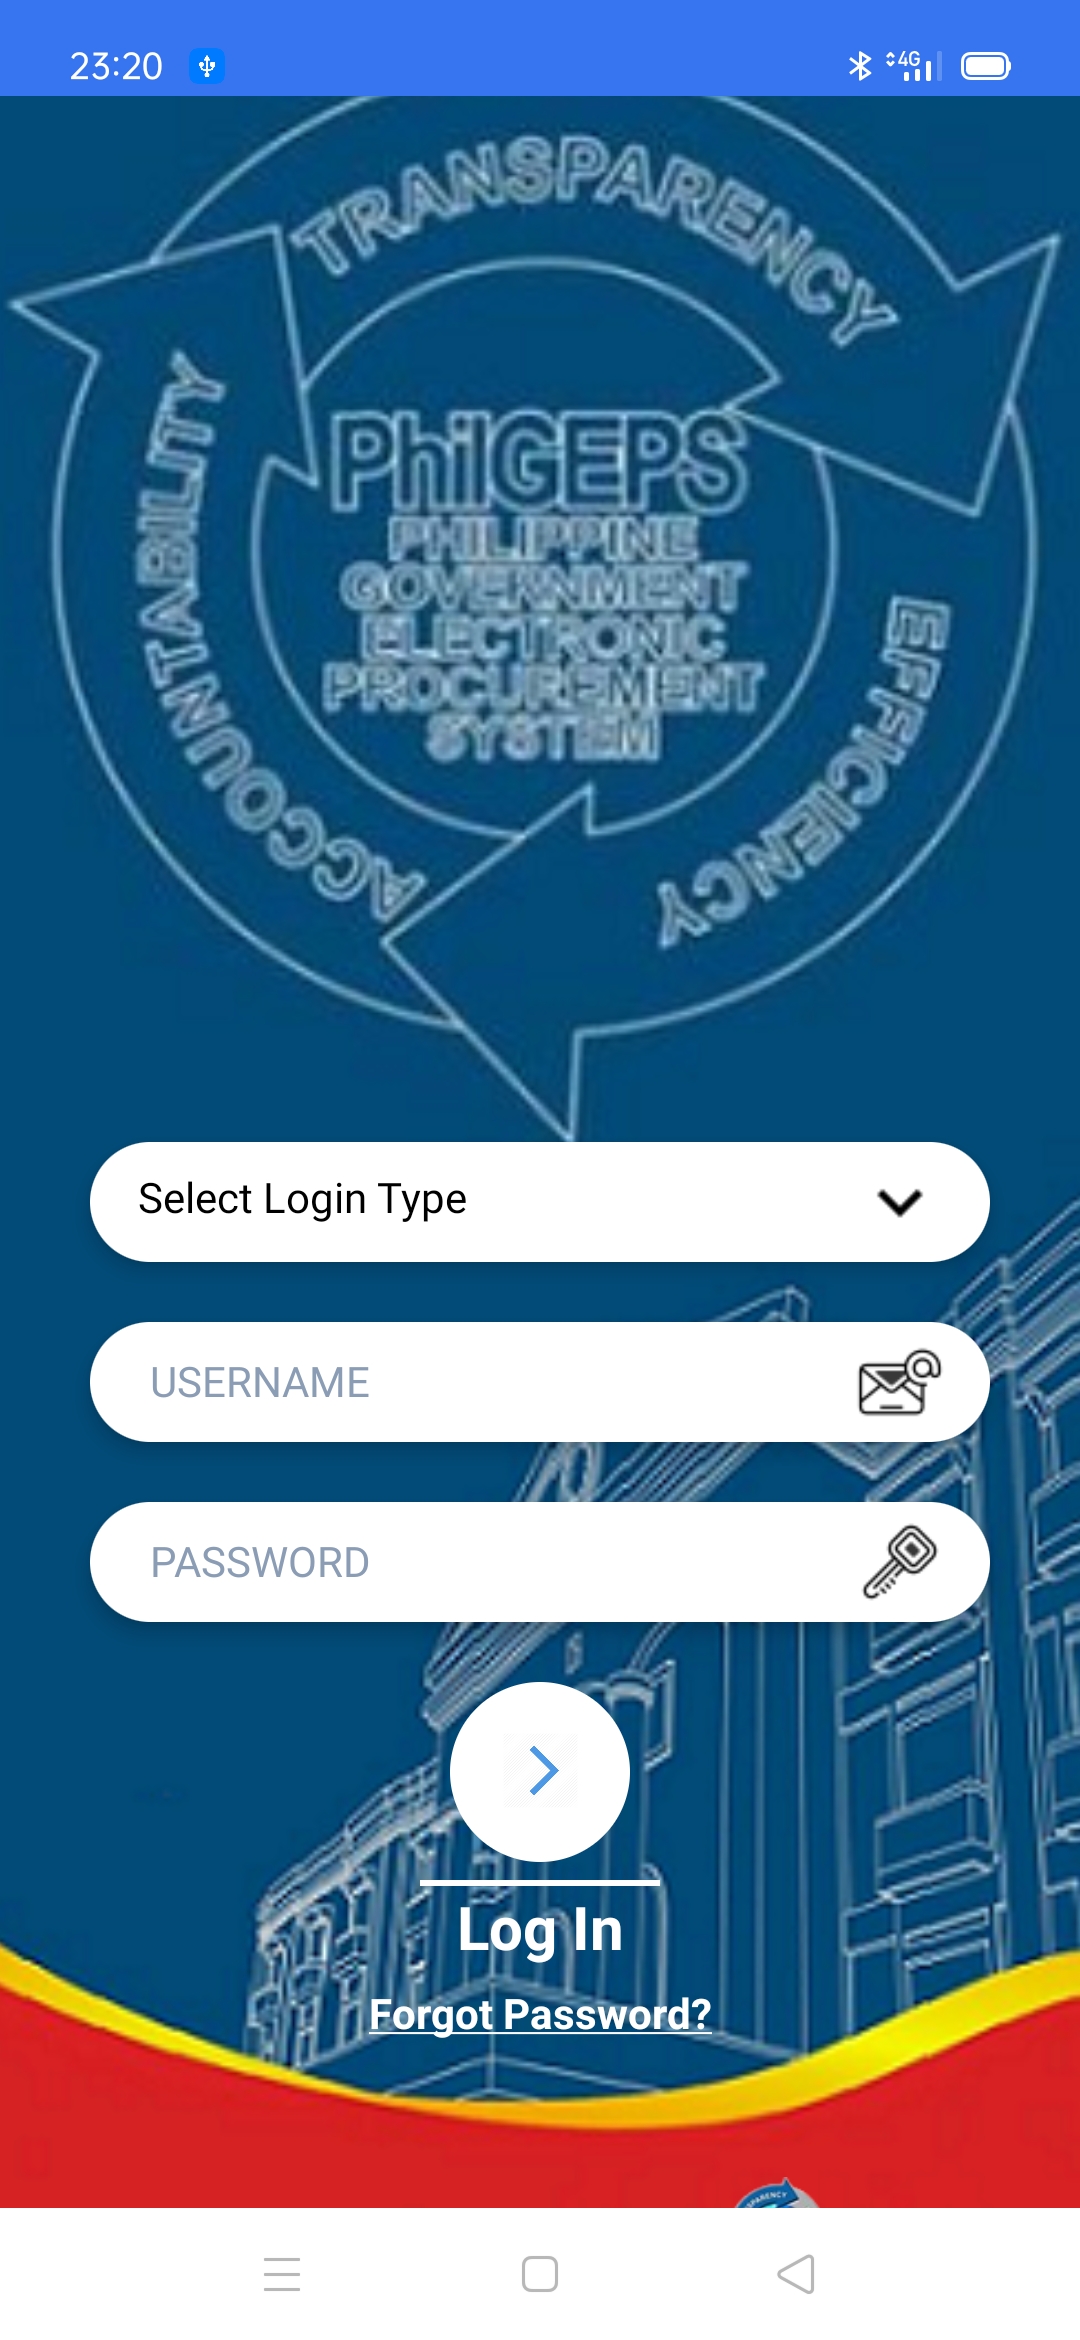 23:20
4G
TRANSPARENCY
ACCOUNTABILITY
EFFICIENCY
PhilGEPS
PHILIPPINE
GOVERNMENT
ELECTRONIC
PROCUREMENT
SYSTEM
Select Login Type
USERNAME
@
PASSWORD
Log In
Forgot Password?